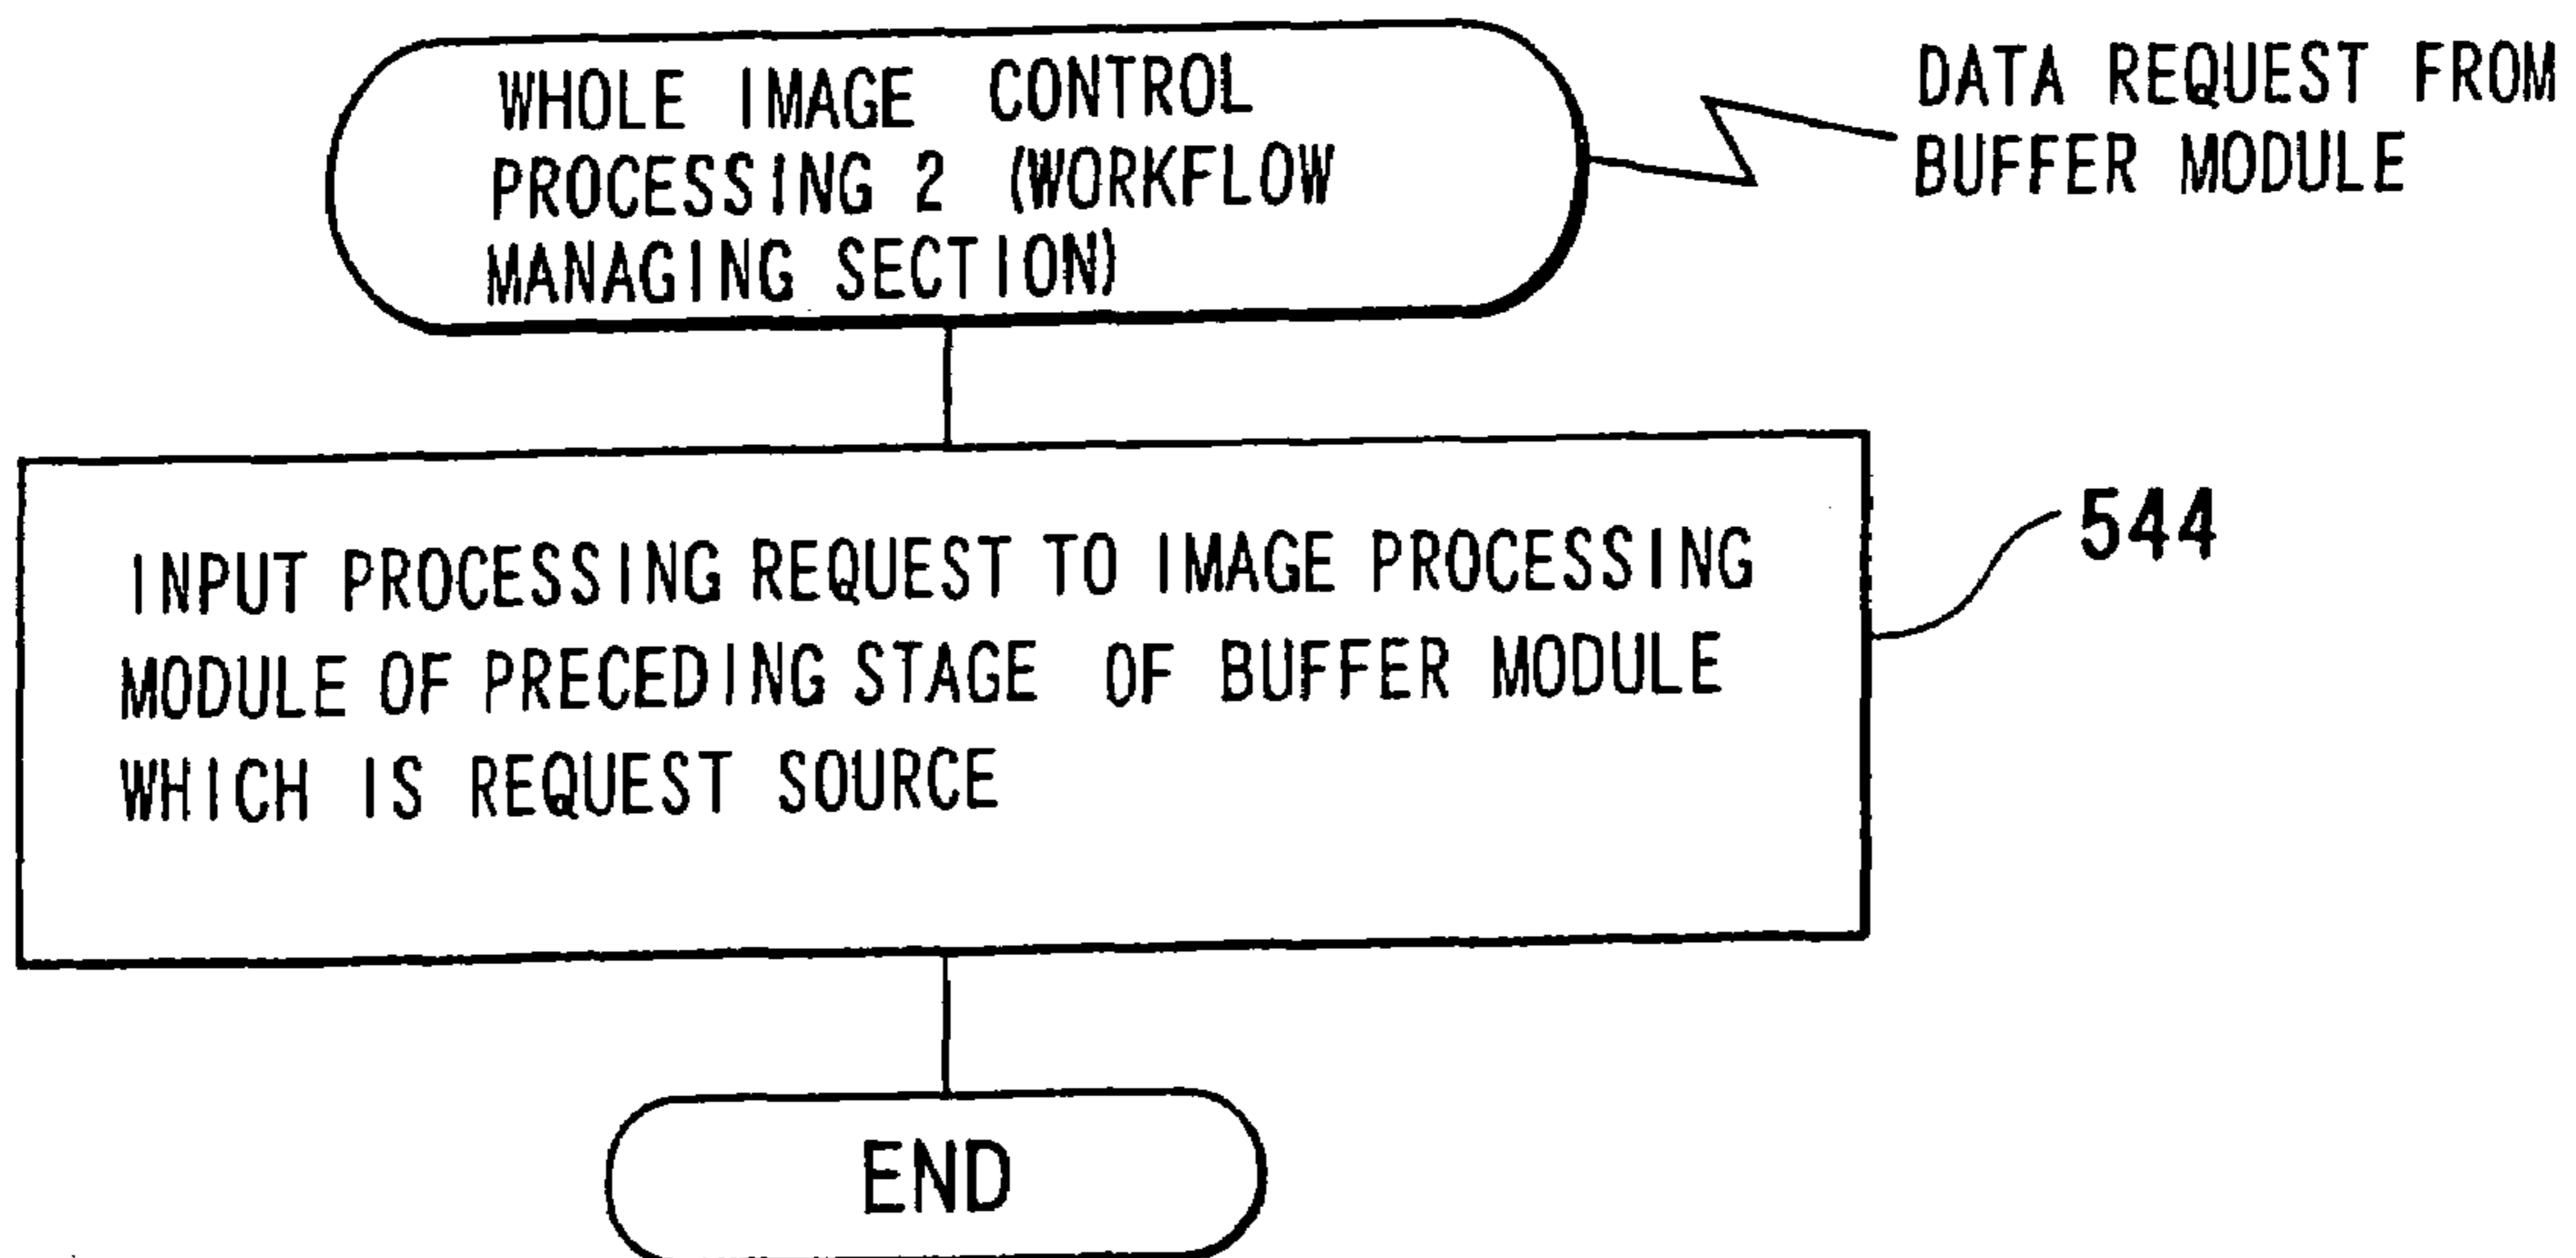 WHOLE IMAGE CONTROL
PROCESSING 2 (WORKFLOW
MANAGING SECTION)
DATA REQUEST FROM
BUFFER MODULE
INPUT PROCESSING REQUEST TO IMAGE PROCESSING
MODULE OF PRECEDING STAGE OF BUFFER MODULE
WHICH IS REQUEST SOURCE
544
END